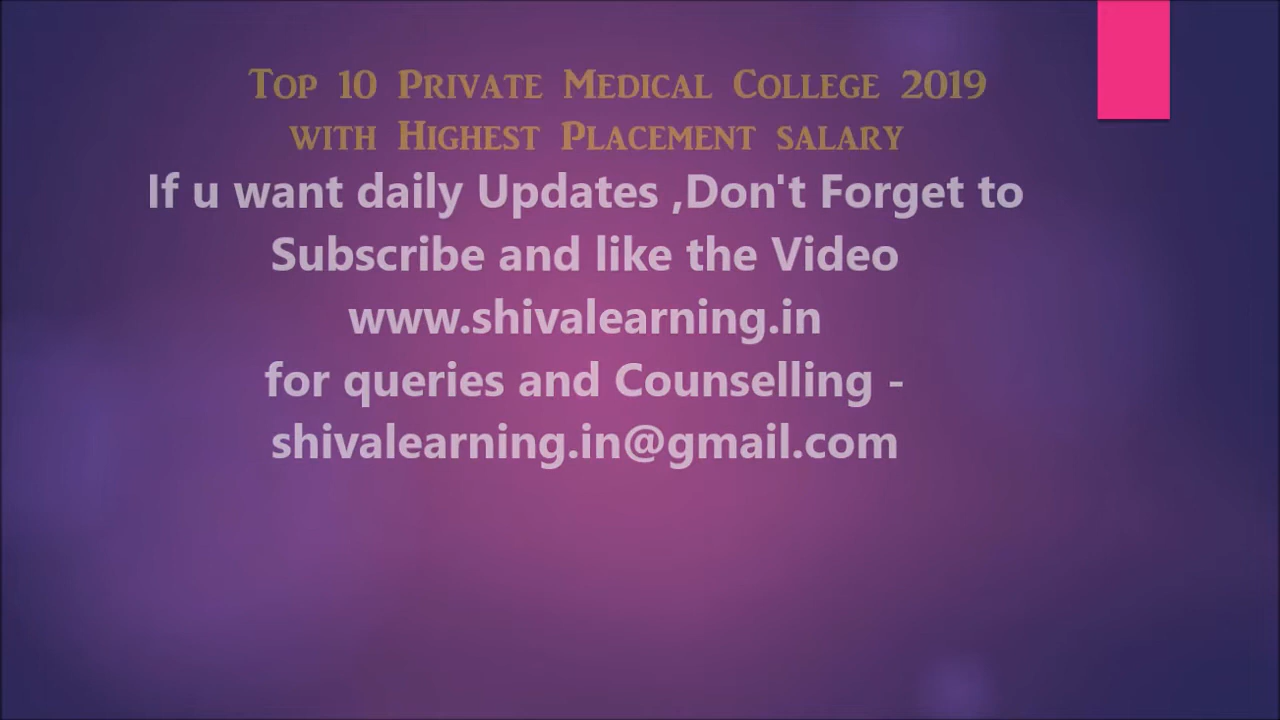 Top 10 Private Medical College 2019
with Highest Placement salary
If u want daily Updates ,Don't Forget to
Subscribe and like the Video
www.shivalearning.in
for queries and Counselling -
shivalearning.in@gmail.com